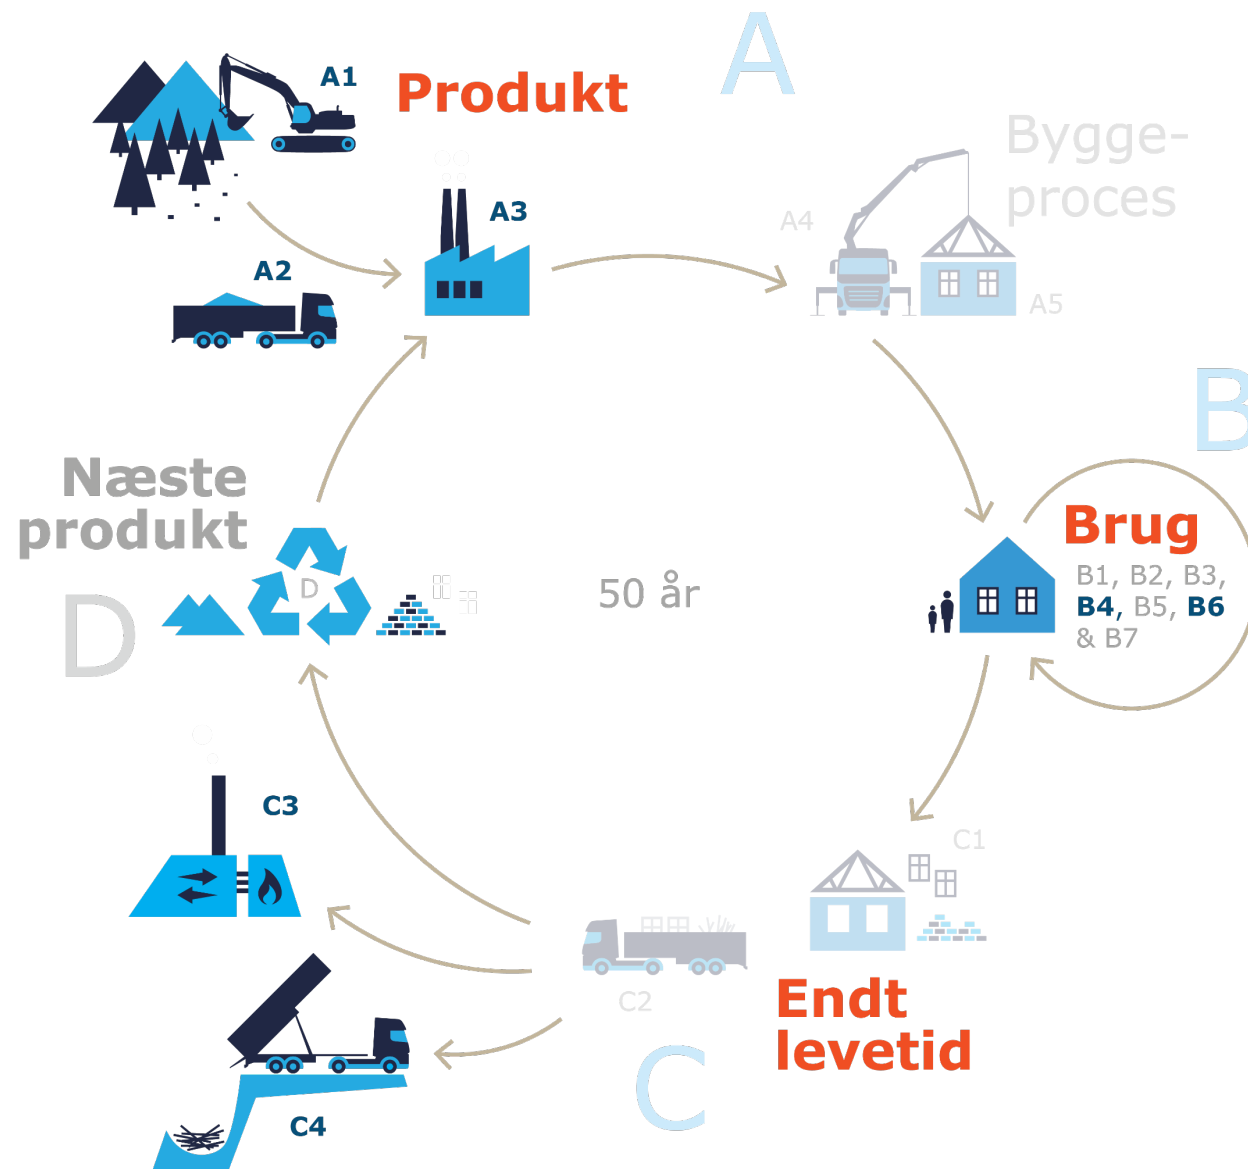 A
A1
Produkt
A2
A3
Bygge-
proces
A4
A5
B
Brug
B1, B2, B3,
B4, B5, B6
& B7
50 år
Næste
produkt
D
D
C1
C2
Endt
levetid
C
C3
C4